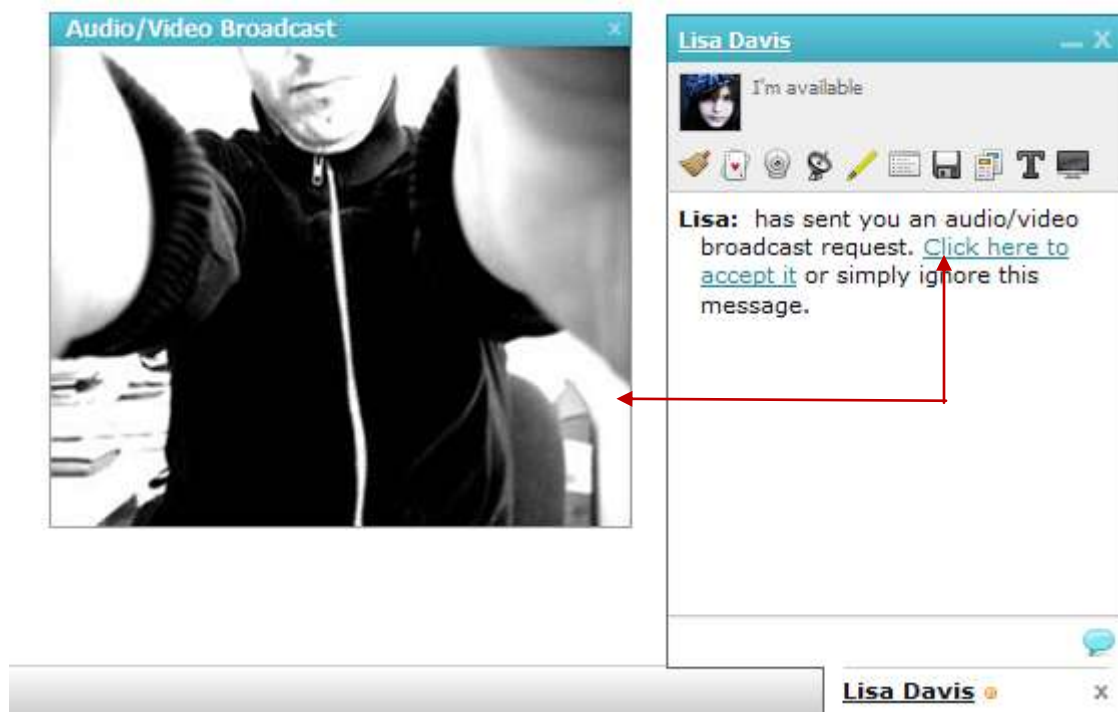 Audio/Video Broadcast
Lisa Davis
I'm available
Lisa: has sent you an audio/video
broadcast request. Click here to
accept it or simply ignore this
message.
Lisa Davis